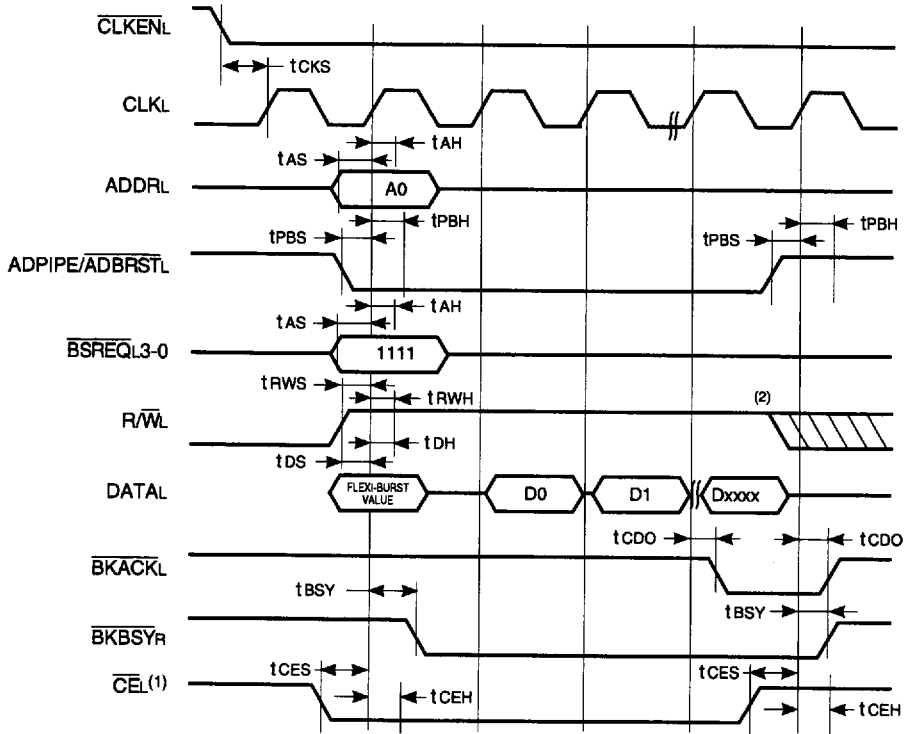 CLKENL
tCKS
CLKL
tAH
tAS
ADDRL
A0
tPBH
tPBS
tPBS
tPBH
ADPIPE/ADBRSTL
tAH
tAS
BSREQL3-0
1111
tRWS
tRWH
(2)
R/WL
tDH
tDS
DATAL
FLEXI-BURST
VALUE
D0
D1
Dxxxx
tCDO
tCDO
BKACKL
tBSY
tBSY
BKBSYR
tCES
tCES
CEL(1)
tCEH
tCEH